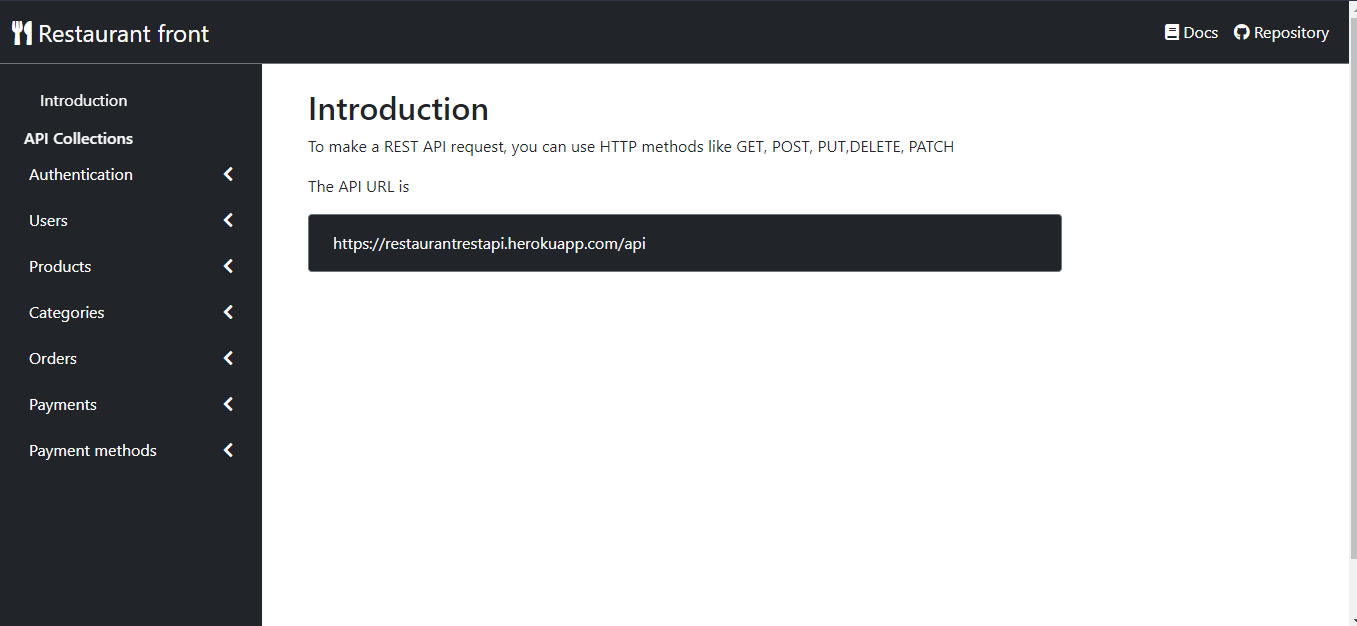 Restaurant front
Docs
Repository
Introduction
API Collections
Authentication
Users
Products
Categories
Orders
Payments
Payment methods
Introduction
To make a REST API request, you can use HTTP methods like GET, POST, PUT,DELETE, PATCH
The API URL is
https://restaurantrestapi.herokuapp.com/api